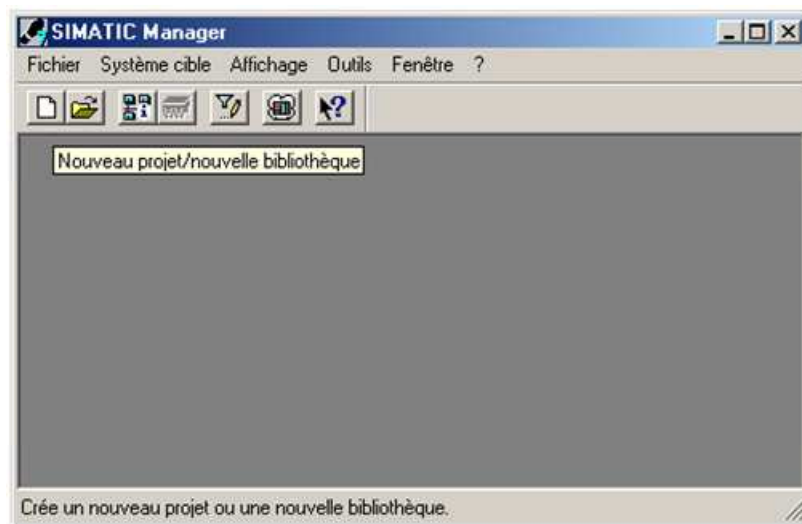 SIMATIC Manager
Fichier Système cible Affichage Outils Fenêtre ?
Nouveau projet/nouvelle bibliothèque
Crée un nouveau projet ou une nouvelle bibliothèque.